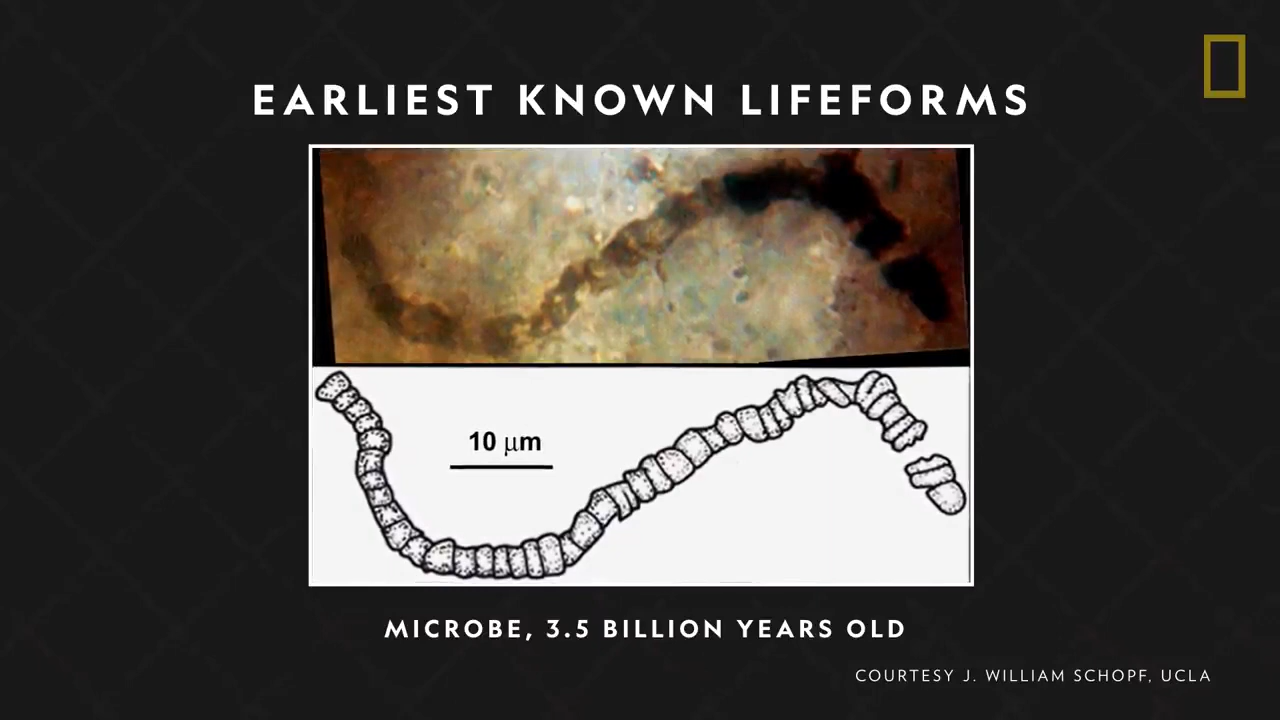 EARLIEST KNOWN LIFEFORMS
10 μm
MICROBE, 3.5 BILLION YEARS OLD
COURTESY J. WILLIAM SCHOPF, UCLA